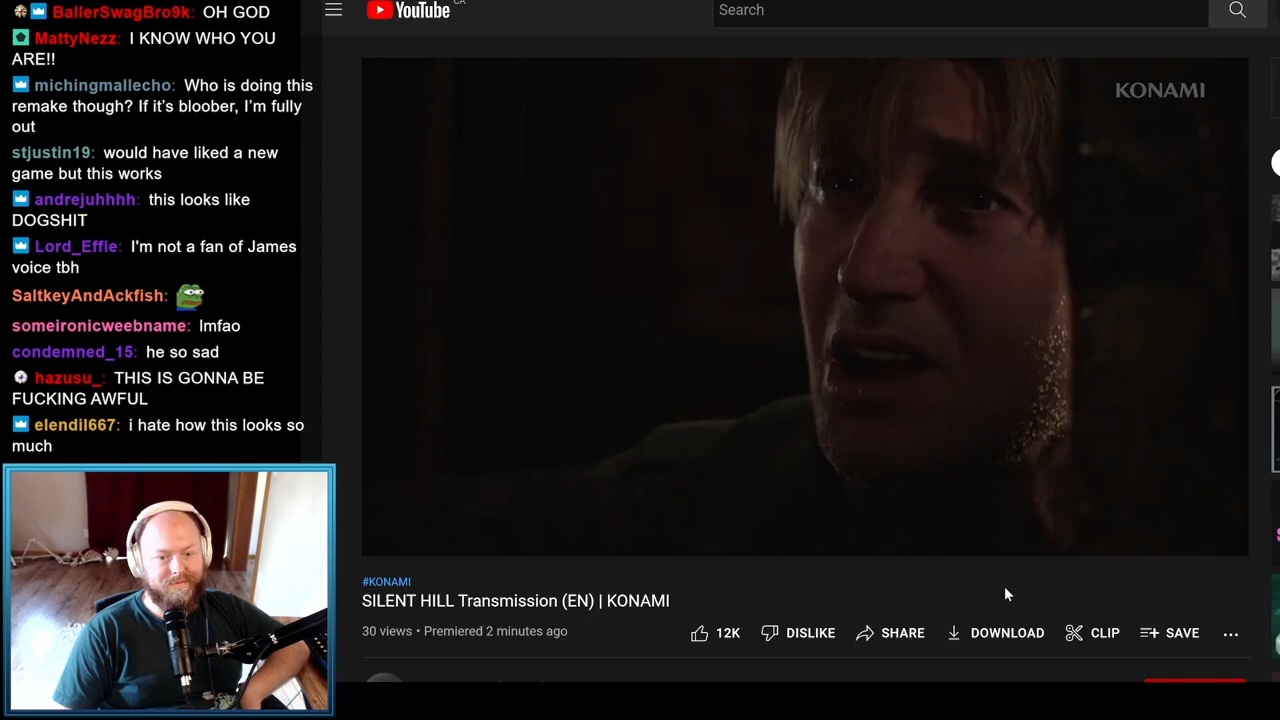 BallerSwagBro9k: OH GOD
MattyNezz: I KNOW WHO YOU
ARE!!
michingmallecho: Who is doing this
remake though? If it's bloober, I'm fully
out
stjustin19: would have liked a new
game but this works
andrejuhhhh: this looks like
DOGSHIT
Lord_Effie: I'm not a fan of James
voice tbh
SaltkeyAndAckfish:
someironicweebname: lmfao
condemned_15: he so sad
hazusu_: THIS IS GONNA BE
FUCKING AWFUL
elendil667: i hate how this looks so
much
YouTube CA
Search
KONAMI
#KONAMI
SILENT HILL Transmission (EN) | KONAMI
30 views • Premiered 2 minutes ago
12K
DISLIKE
SHARE
DOWNLOAD
CLIP
SAVE